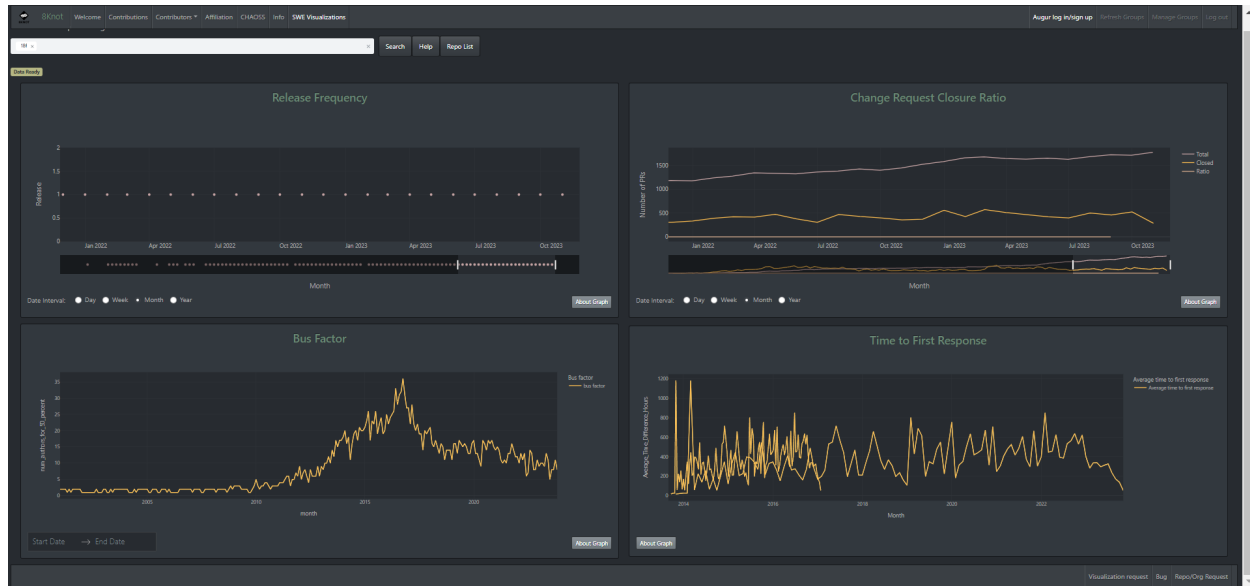 8Knot Welcome Contributions Contributors Affiliation CHAOSS Info SWE Visualizations Augur log in/sign up Refresh Groups Manage Groups Log out
Search Help Repo List
Data Ready
Release Frequency
2
1.5
1
0.5
0
Release
Jan 2022 Apr 2022 Jul 2022 Oct 2022 Jan 2023 Apr 2023 Jul 2023 Oct 2023
Month
Date Interval: Day Week Month Year About Graph
Change Request Closure Ratio
1500
1000
500
0
Number of PRs
Total
Closed
Ratio
Jan 2022 Apr 2022 Jul 2022 Oct 2022 Jan 2023 Apr 2023 Jul 2023 Oct 2023
Month
Date Interval: Day Week Month Year About Graph
Bus Factor
35
30
25
20
15
10
5
0
num_authors_for_50_percent
Bus factor
bus factor
2005 2010 2015 2020
month
Start Date → End Date About Graph
Time to First Response
1200
1000
800
600
400
200
0
Average_Time_Difference_Hours
Average time to first response
Average time to first response
2014 2016 2018 2020 2022
Month
About Graph
Visualization request Bug Repo/Org Request